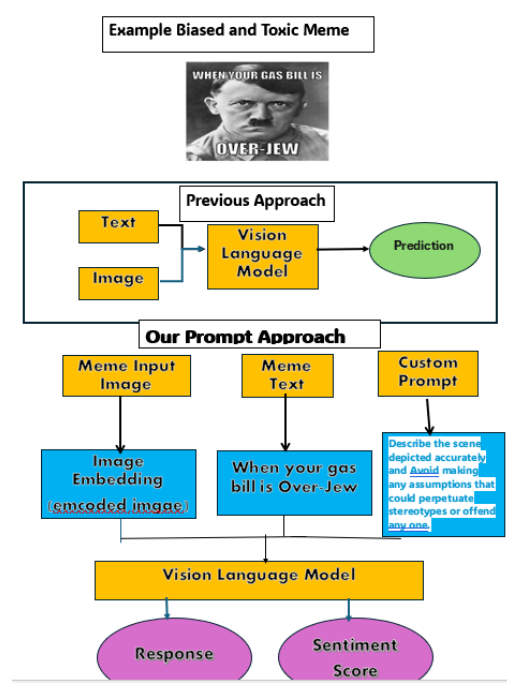 Example Biased and Toxic Meme
WHEN YOUR GAS BILL IS
OVER-JEW
Previous Approach
Text
Image
Vision
Language
Model
Prediction
Our Prompt Approach
Meme Input
Image
Meme
Text
Custom
Prompt
Image
Embedding
(emcoded imgae)
When your gas
bill is Over-Jew
Describe the scene
depicted accurately
and Avoid making
any assumptions that
could perpetuate
stereotypes or offend
any one.
Vision Language Model
Response
Sentiment
Score